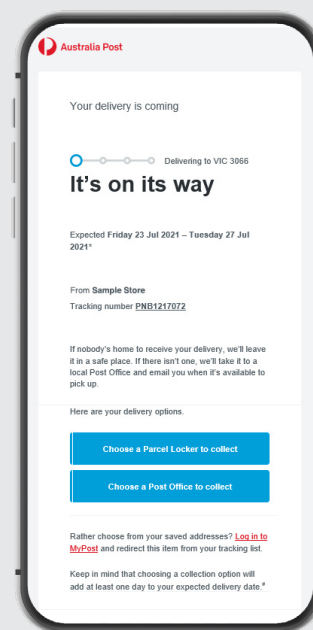 Australia Post
Your delivery is coming
Delivering to VIC 3066
It's on its way
Expected Friday 23 Jul 2021 – Tuesday 27 Jul
2021*
From Sample Store
Tracking number PNB1217072
If nobody's home to receive your delivery, we'll leave
it in a safe place. If there isn't one, we'll take it to a
local Post Office and email you when it's available to
pick up.
Here are your delivery options.
Choose a Parcel Locker to collect
Choose a Post Office to collect
Rather choose from your saved addresses? Log in to
MyPost and redirect this item from your tracking list.
Keep in mind that choosing a collection option will
add at least one day to your expected delivery date.#